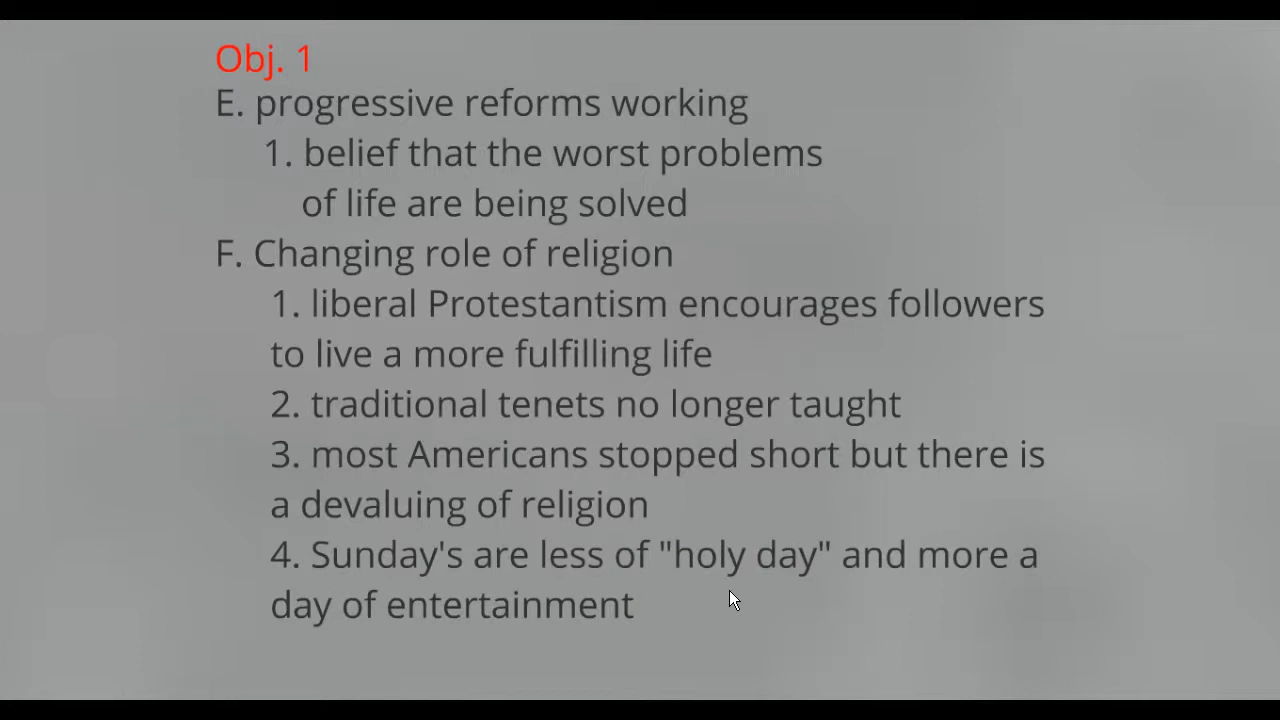 Obj. 1
E. progressive reforms working
1. belief that the worst problems
of life are being solved
F. Changing role of religion
1. liberal Protestantism encourages followers
to live a more fulfilling life
2. traditional tenets no longer taught
3. most Americans stopped short but there is
a devaluing of religion
4. Sunday's are less of "holy day" and more a
day of entertainment